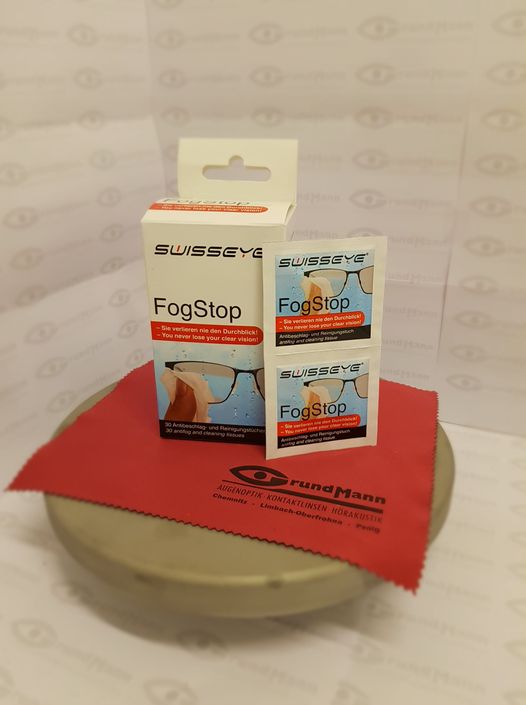 FogStop
– Sie verlieren nie den Durchblick!
– You never lose your clear vision!
SWISSEYE
FogStop
– Sie verlieren nie den Durchblick!
– You never lose your clear vision!
30 Antibeschlag- und Reinigungstücher
30 antifog and cleaning tissues
SWISSEYE®
FogStop
– Sie verlieren nie den Durchblick!
– You never lose your clear vision!
Antibeschlag- und Reinigungstuch
antifog and cleaning tissue
SWISSEYE®
FogStop
– Sie verlieren nie den Durchblick!
– You never lose your clear vision!
Antibeschlag- und Reinigungstuch
antifog and cleaning tissue
GrundMann
AUGENOPTIK KONTAKTLINSEN HÖRAKUSTIK
Chemnitz - Limbach-Oberfrohna - Penig
GrundMann